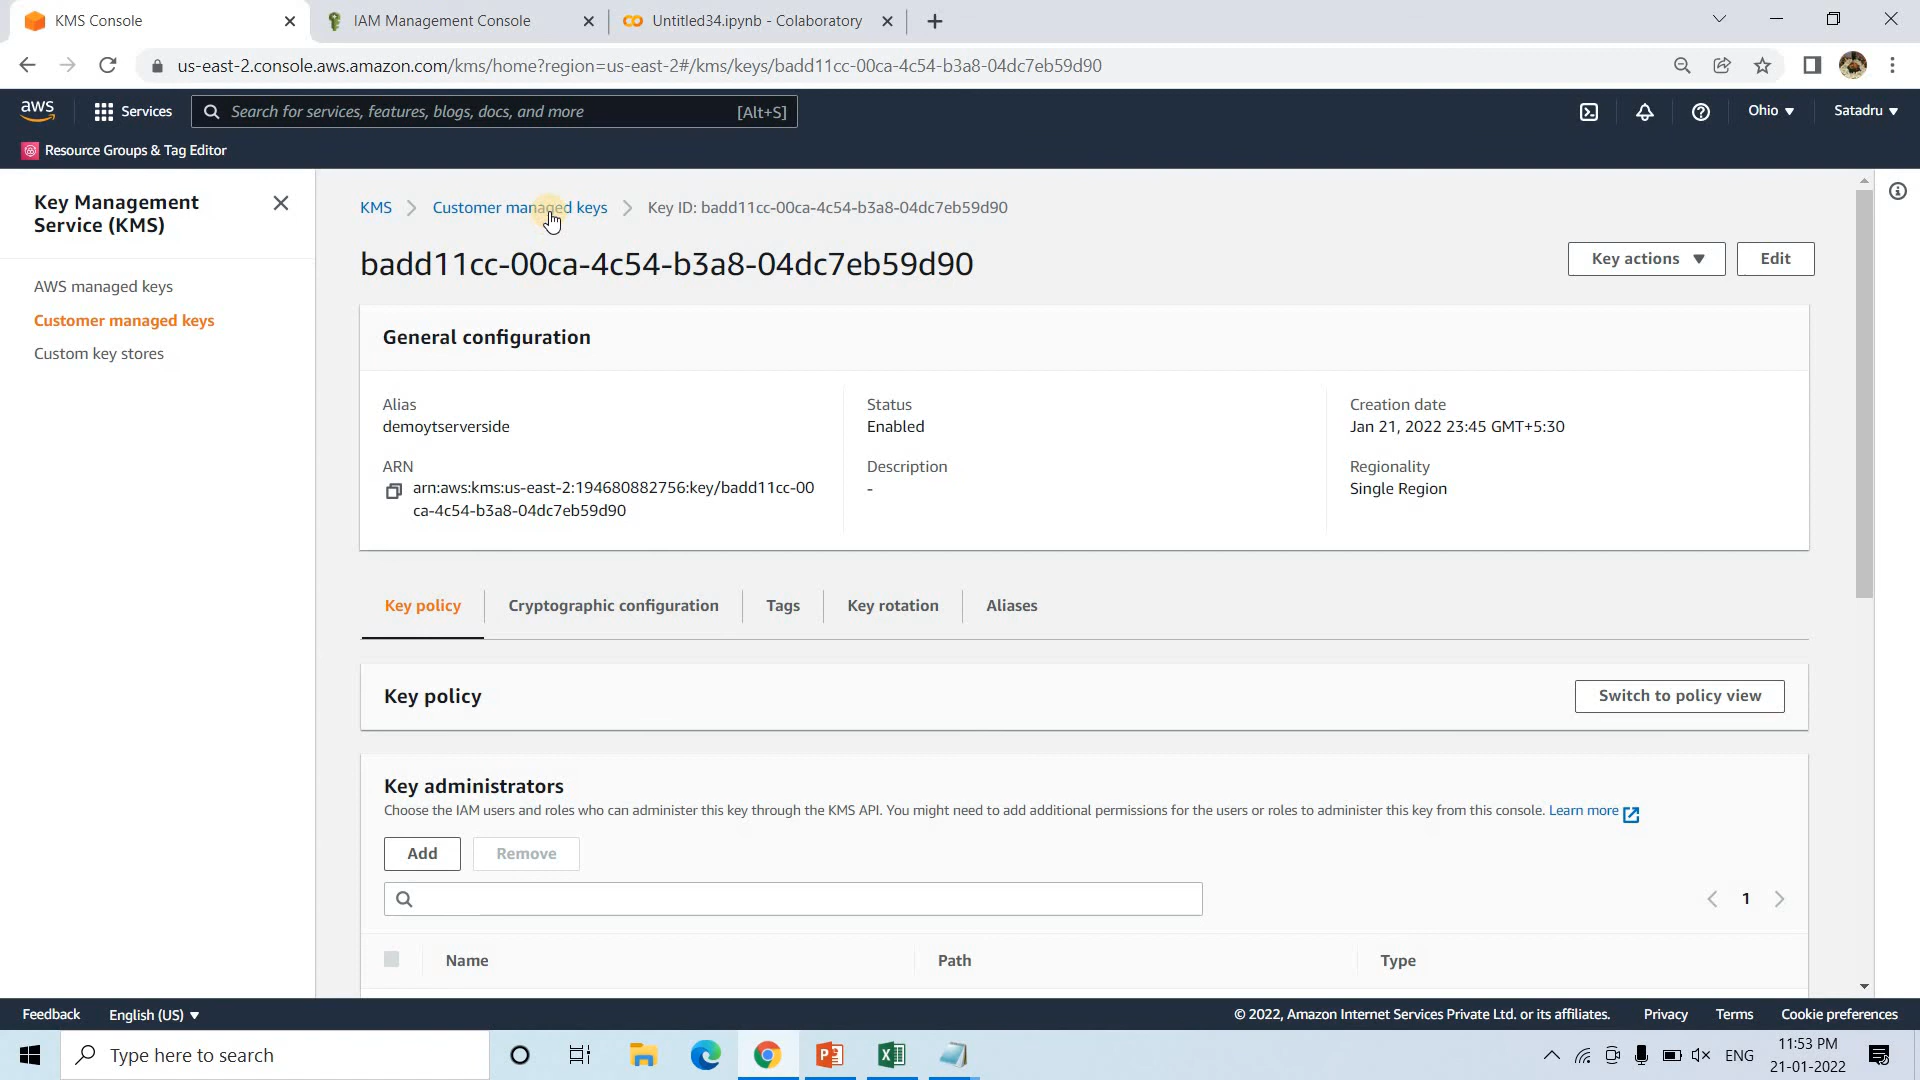 KMS Console
IAM Management Console
Untitled34.ipynb - Colaboratory
us-east-2.console.aws.amazon.com/kms/home?region=us-east-2#/kms/keys/badd11cc-00ca-4c54-b3a8-04dc7eb59d90
aws
Services
Search for services, features, blogs, docs, and more
[Alt+S]
Ohio
Satadru
Resource Groups & Tag Editor
Key Management
Service (KMS)
AWS managed keys
Customer managed keys
Custom key stores
KMS
Customer managed keys
Key ID: badd11cc-00ca-4c54-b3a8-04dc7eb59d90
badd11cc-00ca-4c54-b3a8-04dc7eb59d90
Key actions
Edit
General configuration
Alias
demoytserverside
ARN
arn:aws:kms:us-east-2:194680882756:key/badd11cc-00
ca-4c54-b3a8-04dc7eb59d90
Status
Enabled
Description
-
Creation date
Jan 21, 2022 23:45 GMT+5:30
Regionality
Single Region
Key policy
Cryptographic configuration
Tags
Key rotation
Aliases
Key policy
Switch to policy view
Key administrators
Choose the IAM users and roles who can administer this key through the KMS API. You might need to add additional permissions for the users or roles to administer this key from this console. Learn more
Add
Remove
1
Name
Path
Type
Feedback
English (US)
© 2022, Amazon Internet Services Private Ltd. or its affiliates.
Privacy
Terms
Cookie preferences
Type here to search
ENG
11:53 PM
21-01-2022